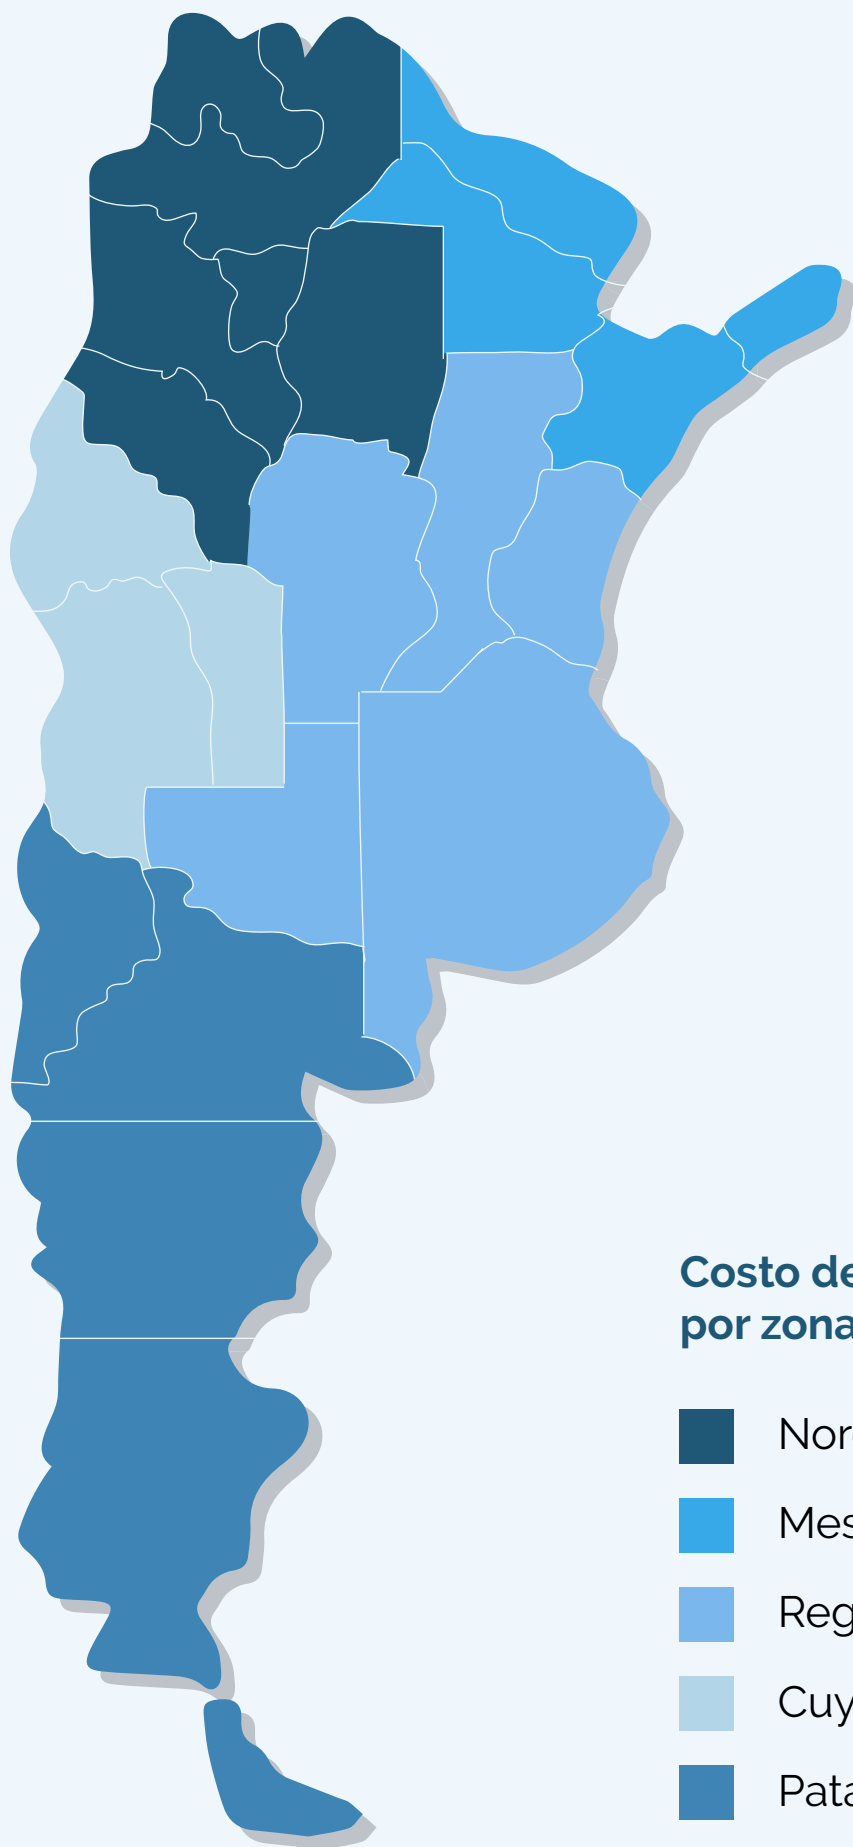 Costo de
por zona
Nor
Mes
Reg
Cuy
Pata